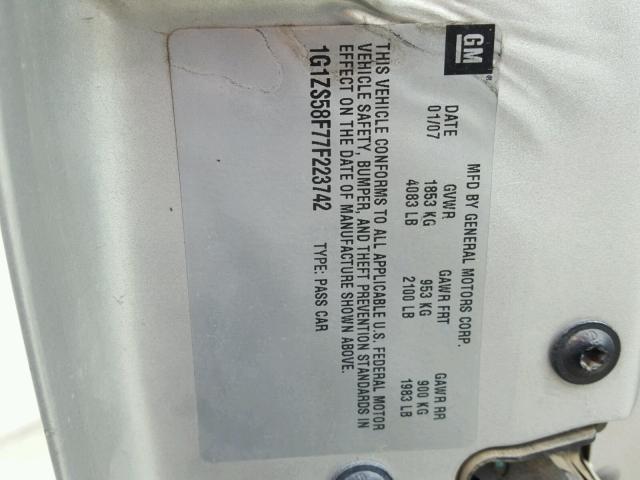 GM
MFD BY GENERAL MOTORS CORP.
DATE GVWR GAWR FRT GAWR RR
01/07 1853 KG 953 KG 900 KG
4083 LB 2100 LB 1983 LB
THIS VEHICLE CONFORMS TO ALL APPLICABLE U.S. FEDERAL MOTOR
VEHICLE SAFETY, BUMPER, AND THEFT PREVENTION STANDARDS IN
EFFECT ON THE DATE OF MANUFACTURE SHOWN ABOVE.
1G1ZS58F77F223742 TYPE: PASS CAR